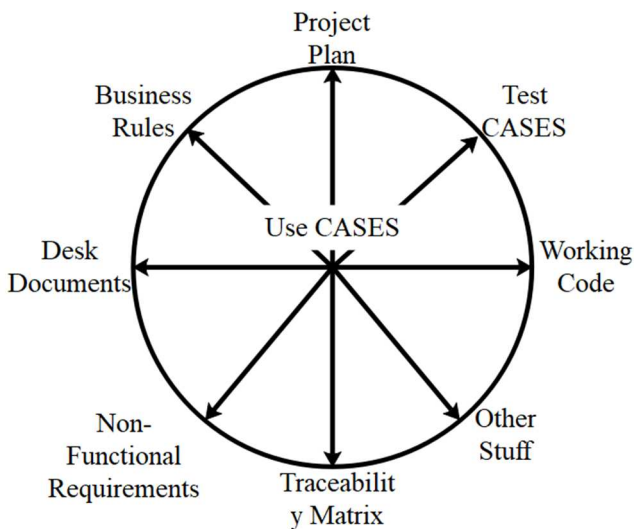 Project
Plan
Business
Rules
Test
CASES
Use CASES
Desk
Documents
Working
Code
Non-
Functional
Requirements
Other
Stuff
Traceabilit
y Matrix